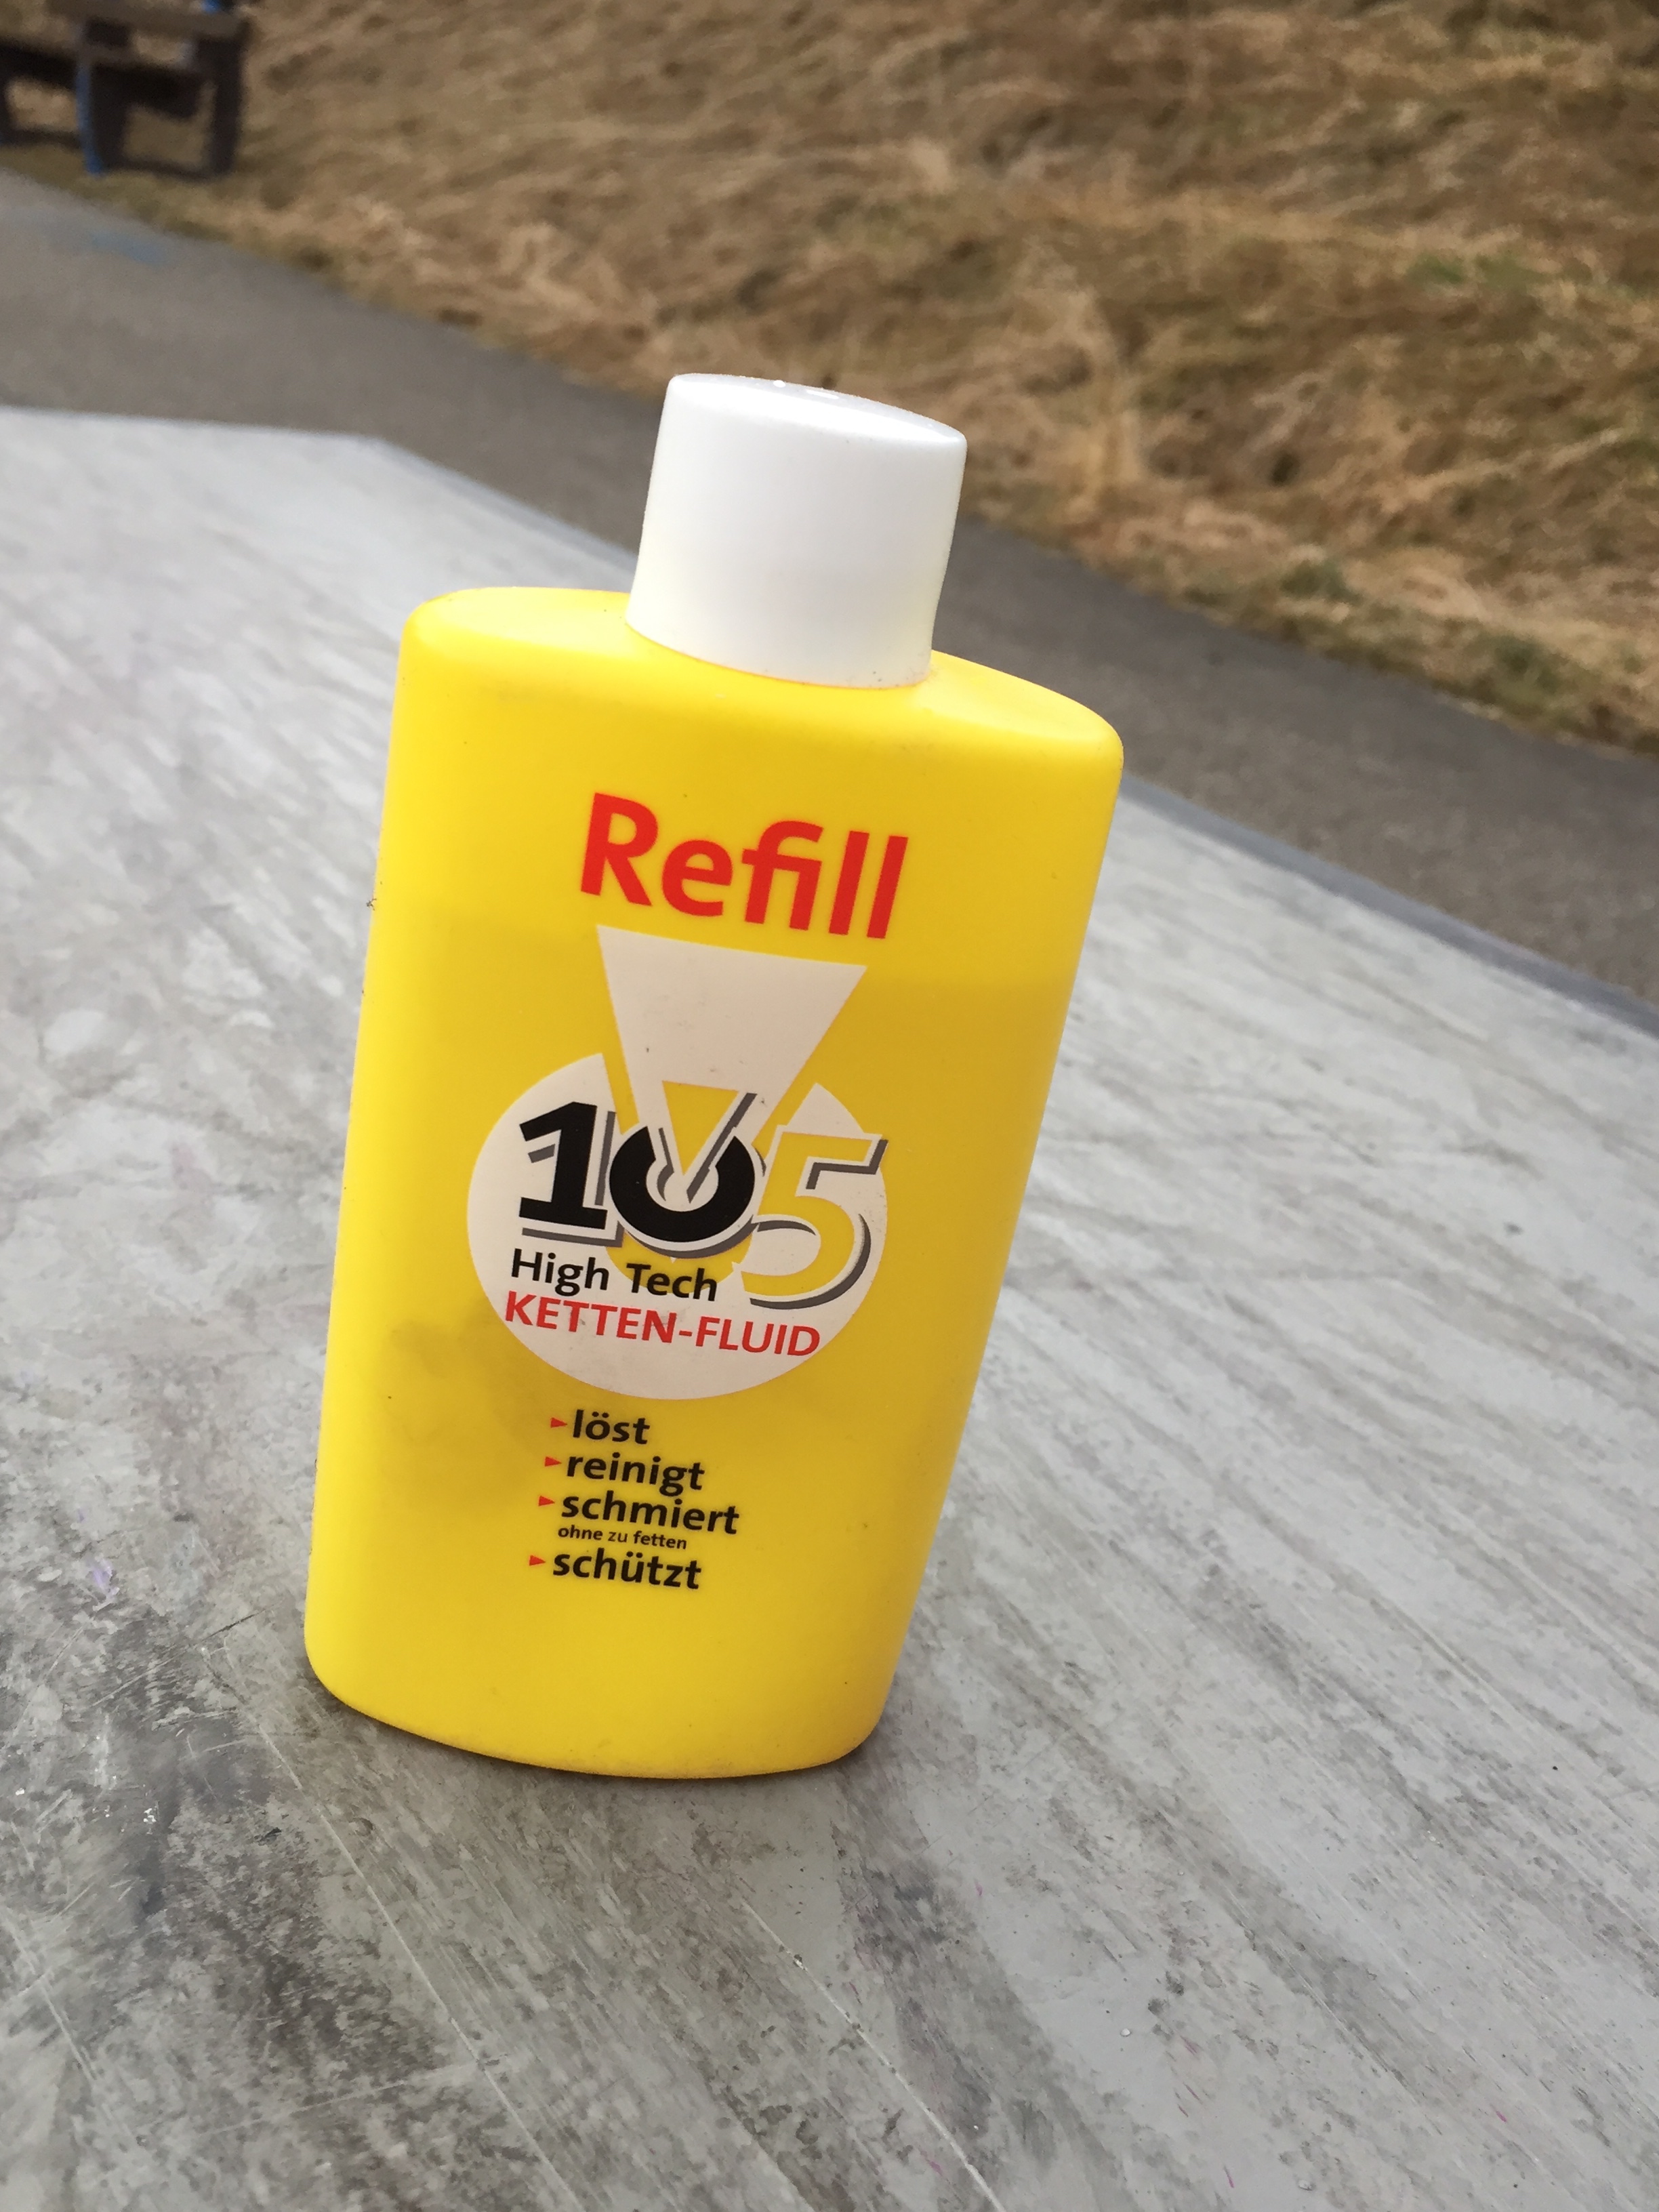 Refill
105
High Tech
KETTEN-FLUID
löst
reinigt
schmiert
ohne zu fetten
schützt